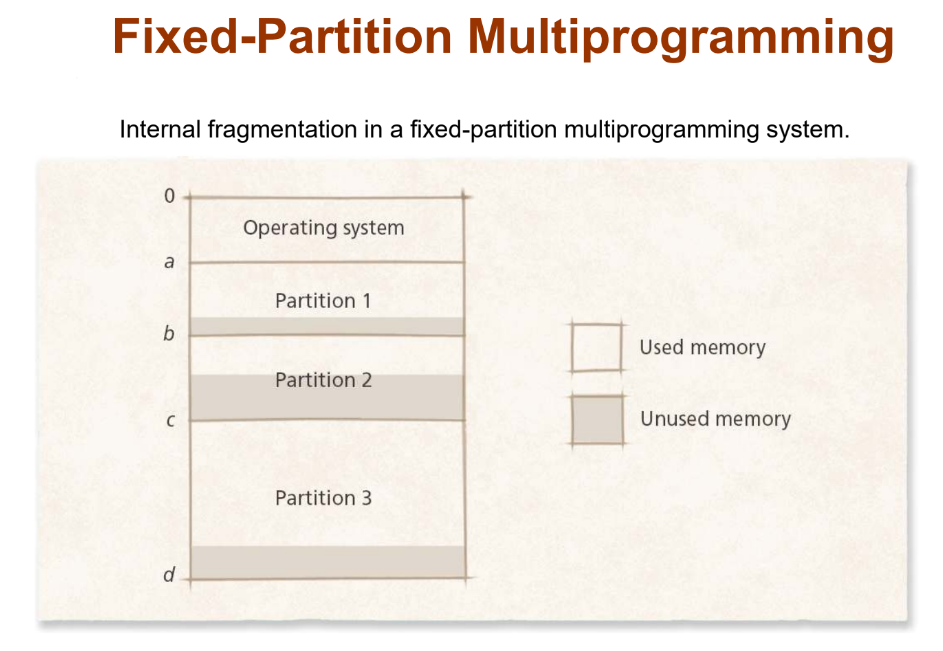 Fixed-Partition Multiprogramming
Internal fragmentation in a fixed-partition multiprogramming system.
0
Operating system
a
Partition 1
b
Partition 2
c
Partition 3
d
Used memory
Unused memory